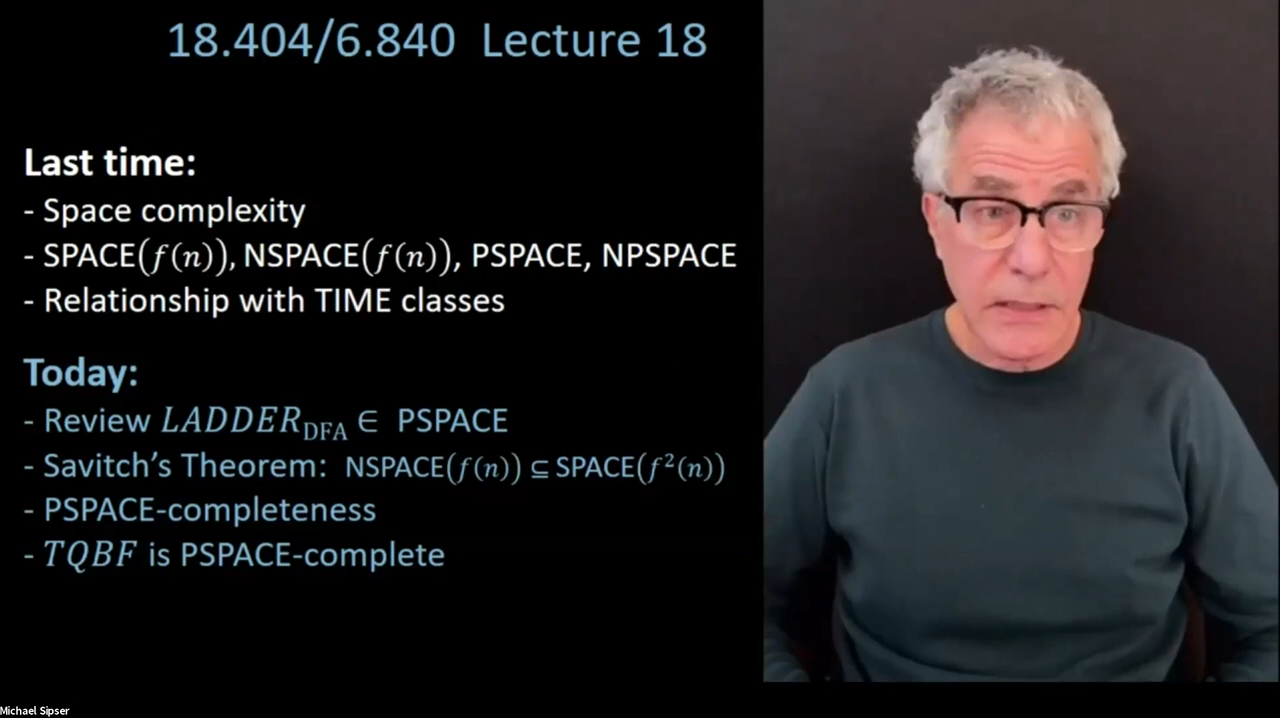 18.404/6.840 Lecture 18
Last time:
- Space complexity
- SPACE(f(n)), NSPACE(f(n)), PSPACE, NPSPACE
- Relationship with TIME classes
Today:
- Review LADDER_DFA ∈ PSPACE
- Savitch’s Theorem: NSPACE(f(n)) ⊆ SPACE(f²(n))
- PSPACE-completeness
- TQBF is PSPACE-complete
Michael Sipser